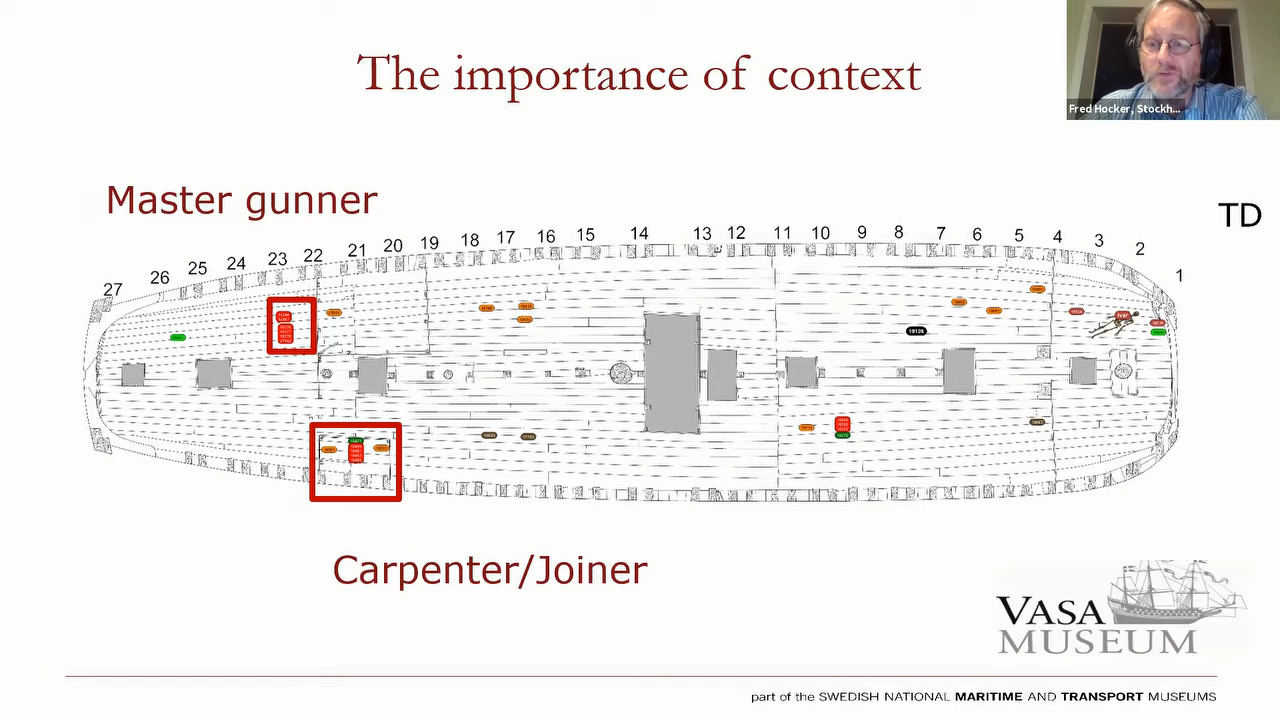 The importance of context
Fred Hocker, Stockh...
Master gunner
TD
27 26 25 24 23 22 21 20 19 18 17 16 15 14 13 12 11 10 9 8 7 6 5 4 3 2 1
19126
Carpenter/Joiner
VASA
MUSEUM
part of the SWEDISH NATIONAL MARITIME AND TRANSPORT MUSEUMS